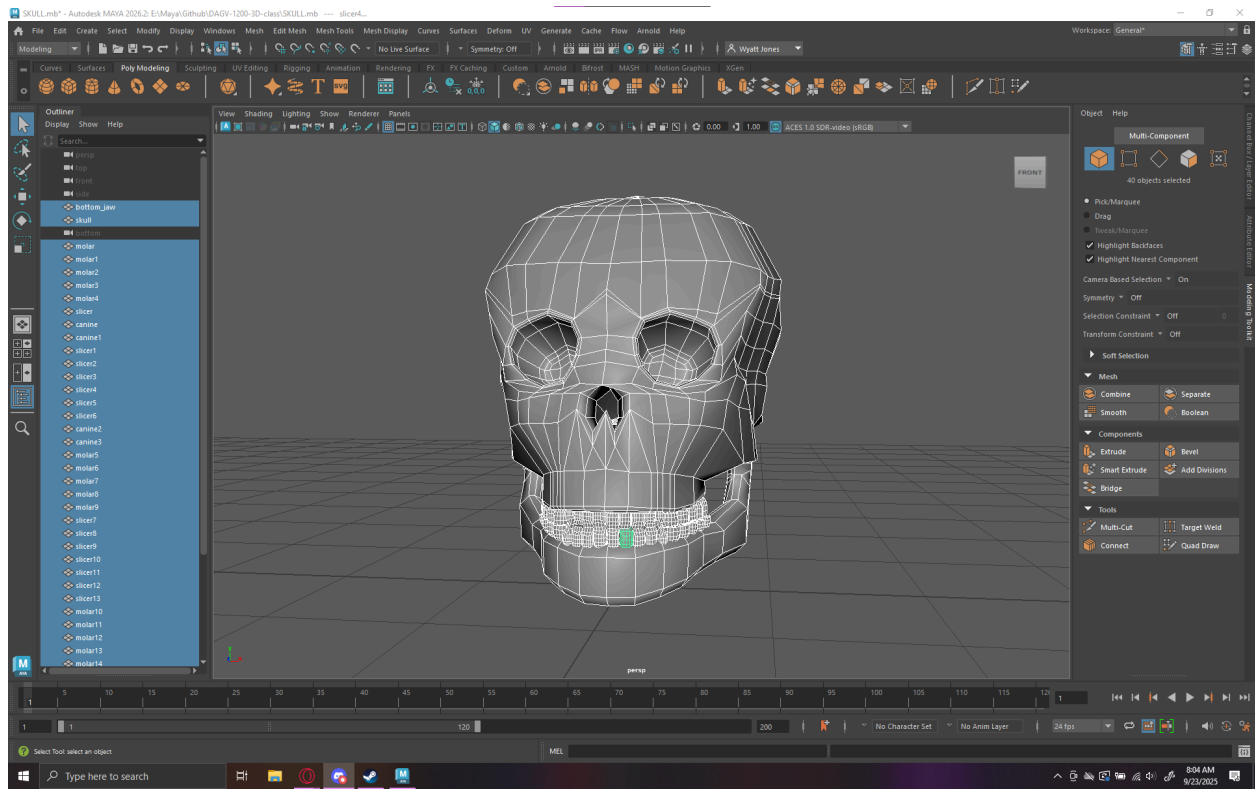 SKULL.mb* - Autodesk MAYA 2026.2: E:\Maya\Github\DAGV-1200-3D-class\SKULL.mb --- slicer4...
File Edit Create Select Modify Display Windows Mesh Edit Mesh Mesh Tools Mesh Display Curves Surfaces Deform UV Generate Cache Flow Arnold Help
Workspace: General*
Modeling
No Live Surface
Symmetry: Off
Wyatt Jones
Curves Surfaces Poly Modeling Sculpting UV Editing Rigging Animation Rendering FX FX Caching Custom Arnold Bifrost MASH Motion Graphics XGen
Outliner
Display Show Help
Search...
persp
top
front
side
bottom_jaw
skull
bottom
molar
molar1
molar2
molar3
molar4
slicer
canine
canine1
slicer1
slicer2
slicer3
slicer4
slicer5
slicer6
canine2
canine3
molar5
molar6
molar7
molar8
molar9
slicer7
slicer8
slicer9
slicer10
slicer11
slicer12
slicer13
molar10
molar11
molar12
molar13
molar14
View Shading Lighting Show Renderer Panels
0.00 1.00 ACES 1.0 SDR-video (sRGB)
FRONT
persp
Object Help
Multi-Component
40 objects selected
Pick/Marquee
Drag
Tweak/Marquee
Highlight Backfaces
Highlight Nearest Component
Camera Based Selection On
Symmetry Off
Selection Constraint Off 0
Transform Constraint Off
Soft Selection
Mesh
Combine Separate
Smooth Boolean
Components
Extrude Bevel
Smart Extrude Add Divisions
Bridge
Tools
Multi-Cut Target Weld
Connect Quad Draw
Channel Box / Layer Editor
Attribute Editor
Modeling Toolkit
1 5 10 15 20 25 30 35 40 45 50 55 60 65 70 75 80 85 90 95 100 105 110 115 1
1 1 120 200 No Character Set No Anim Layer 24 fps
Select Tool: select an object
MEL
Type here to search
8:04 AM
9/23/2025